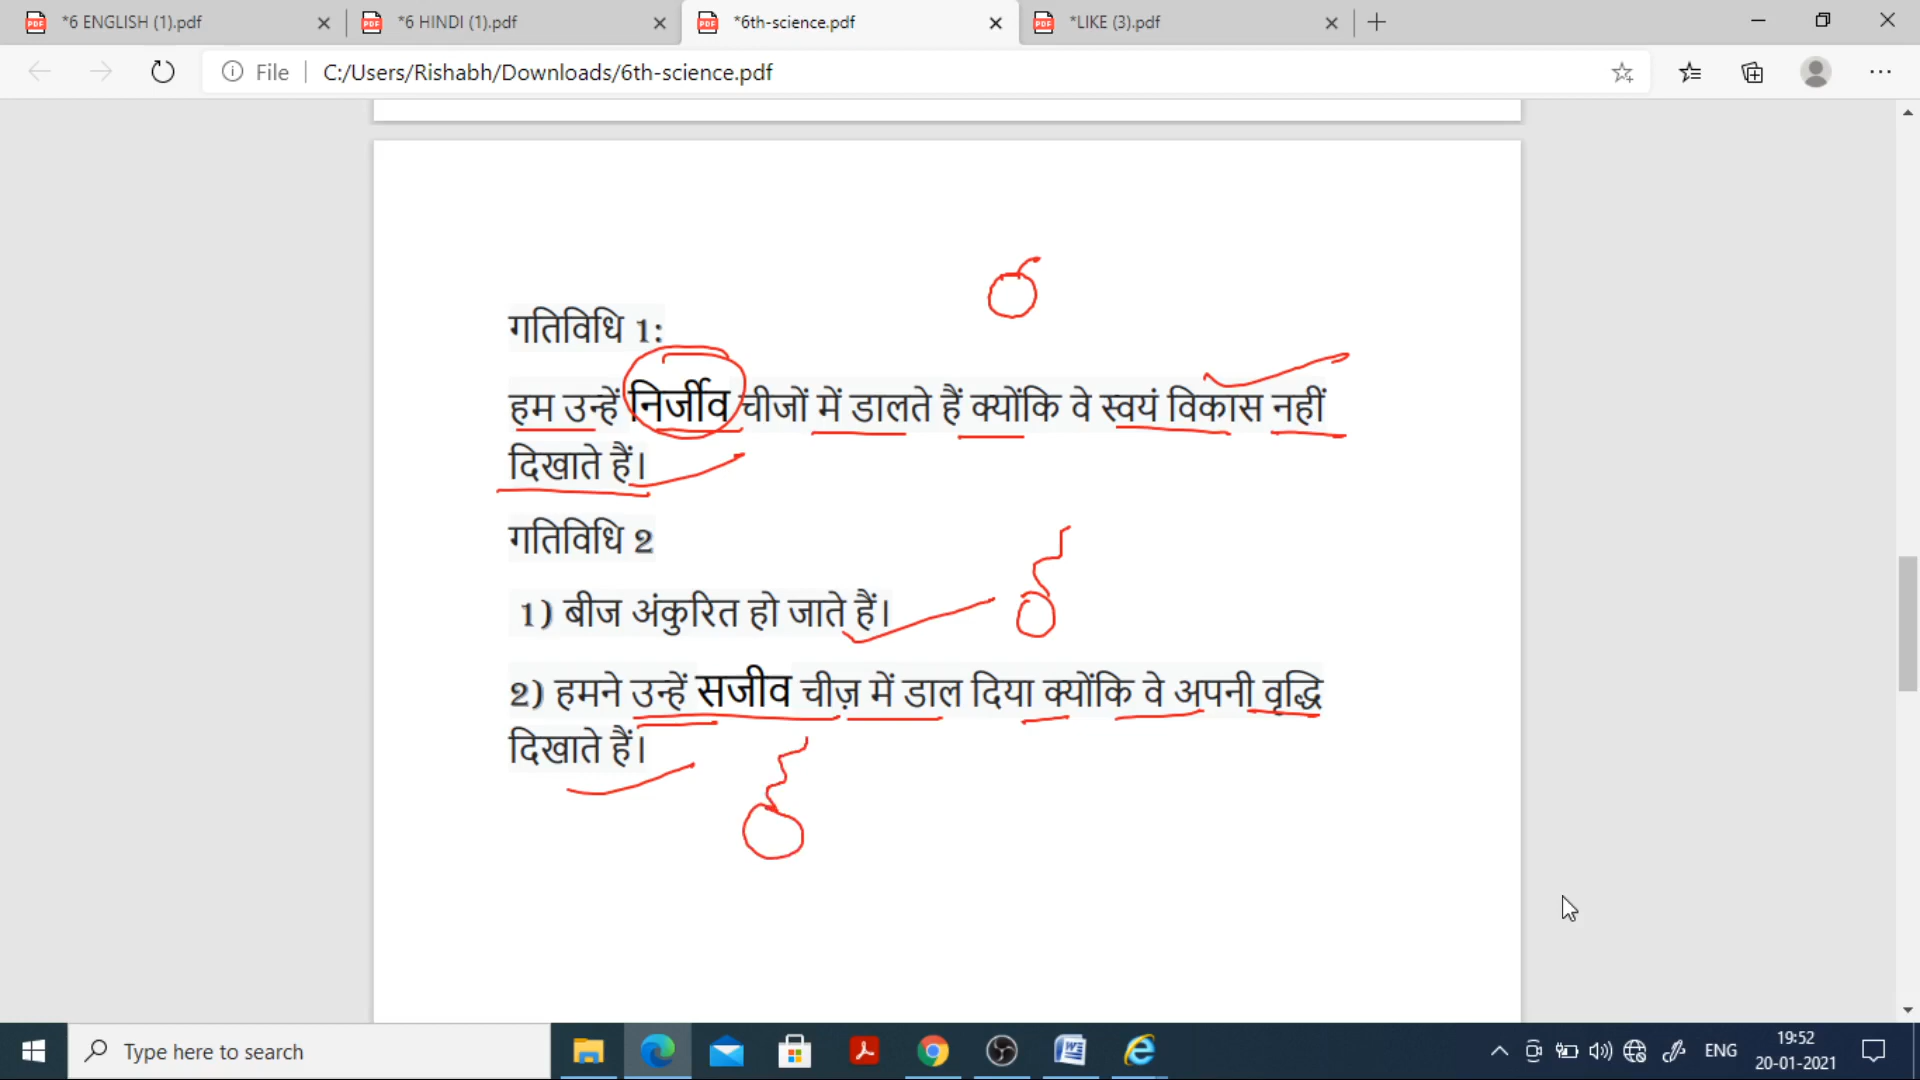 *6 ENGLISH (1).pdf
*6 HINDI (1).pdf
*6th-science.pdf
*LIKE (3).pdf
File
C:/Users/Rishabh/Downloads/6th-science.pdf
गतिविधि 1:
हम उन्हें निर्जीव चीजों में डालते हैं क्योंकि वे स्वयं विकास नहीं
दिखाते हैं।
गतिविधि 2
1) बीज अंकुरित हो जाते हैं।
2) हमने उन्हें सजीव चीज़ में डाल दिया क्योंकि वे अपनी वृद्धि
दिखाते हैं।
Type here to search
ENG
19:52
20-01-2021